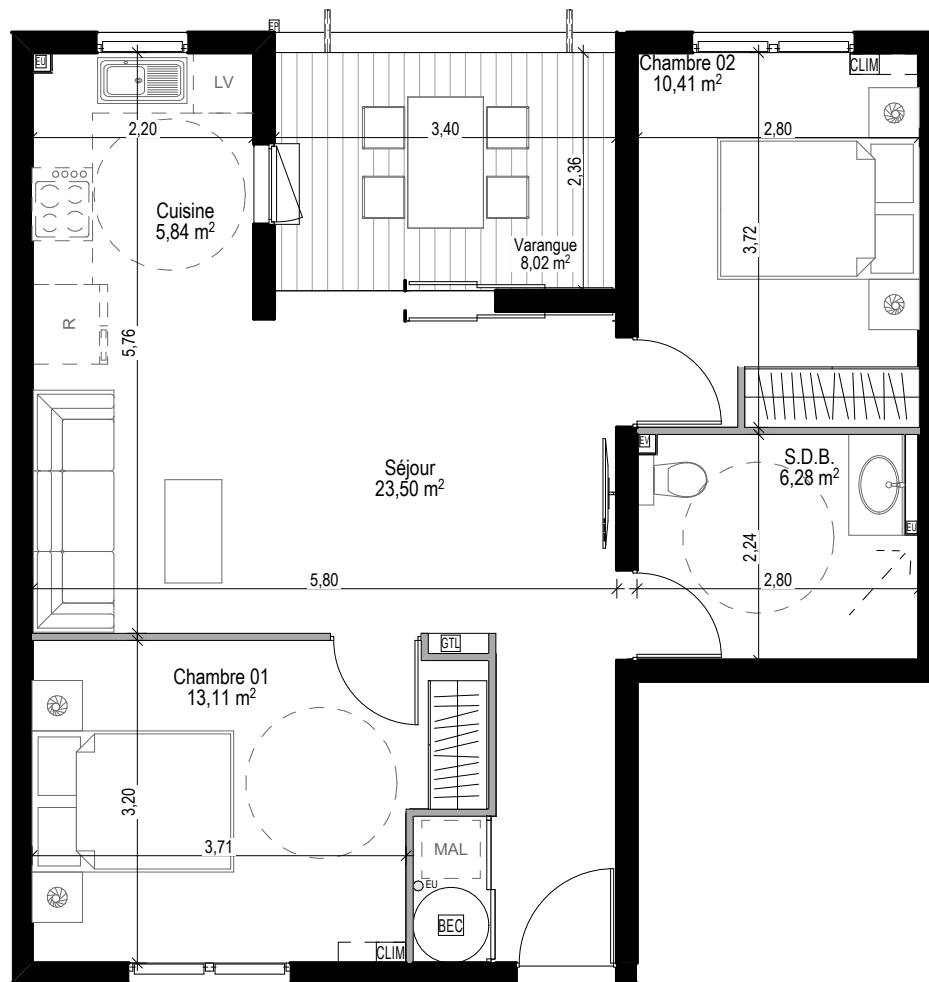 EP
EU
LV
Chambre 02
10,41 m²
CLIM
2,20
3,40
2,80
2,36
Cuisine
5,84 m²
Varangue
8,02 m²
3,72
R
5,76
EV
S.D.B.
6,28 m²
Séjour
23,50 m²
EU
2,24
5,80
2,80
GTL
Chambre 01
13,11 m²
3,20
3,71
MAL
EU
BEC
CLIM